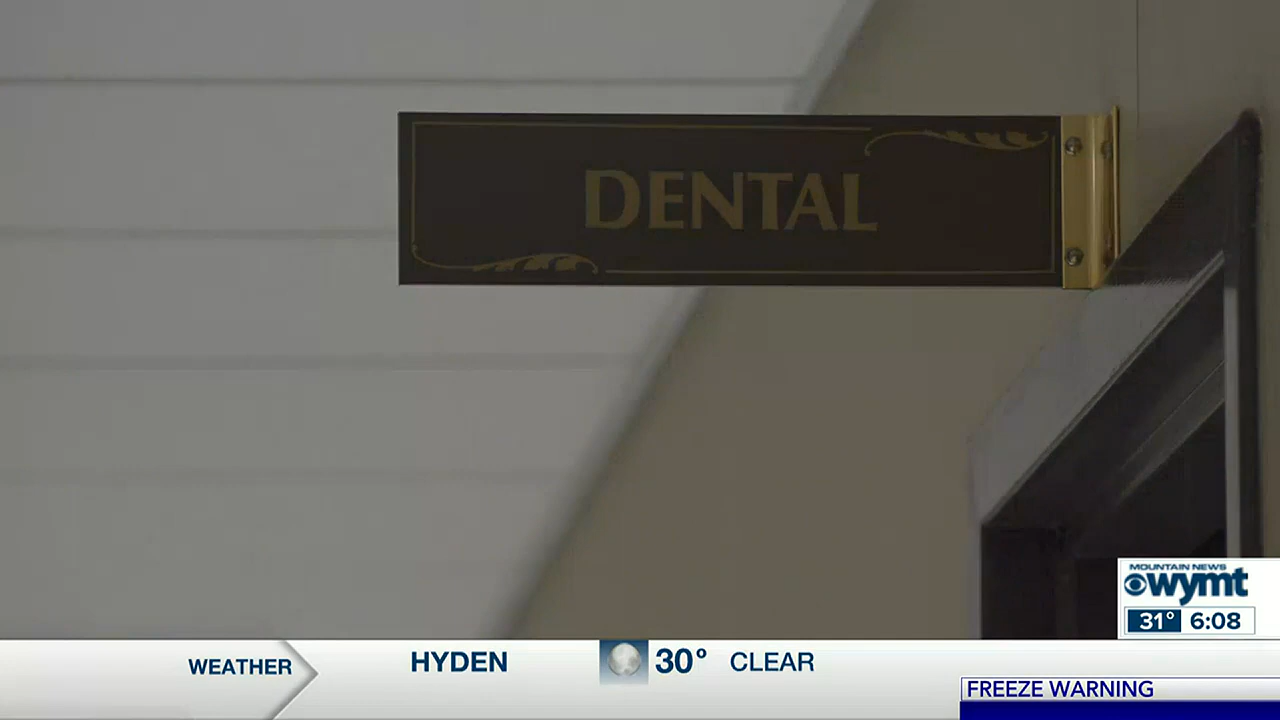 DENTAL
MOUNTAIN NEWS
wymt
31° 6:08
WEATHER HYDEN 30° CLEAR
FREEZE WARNING